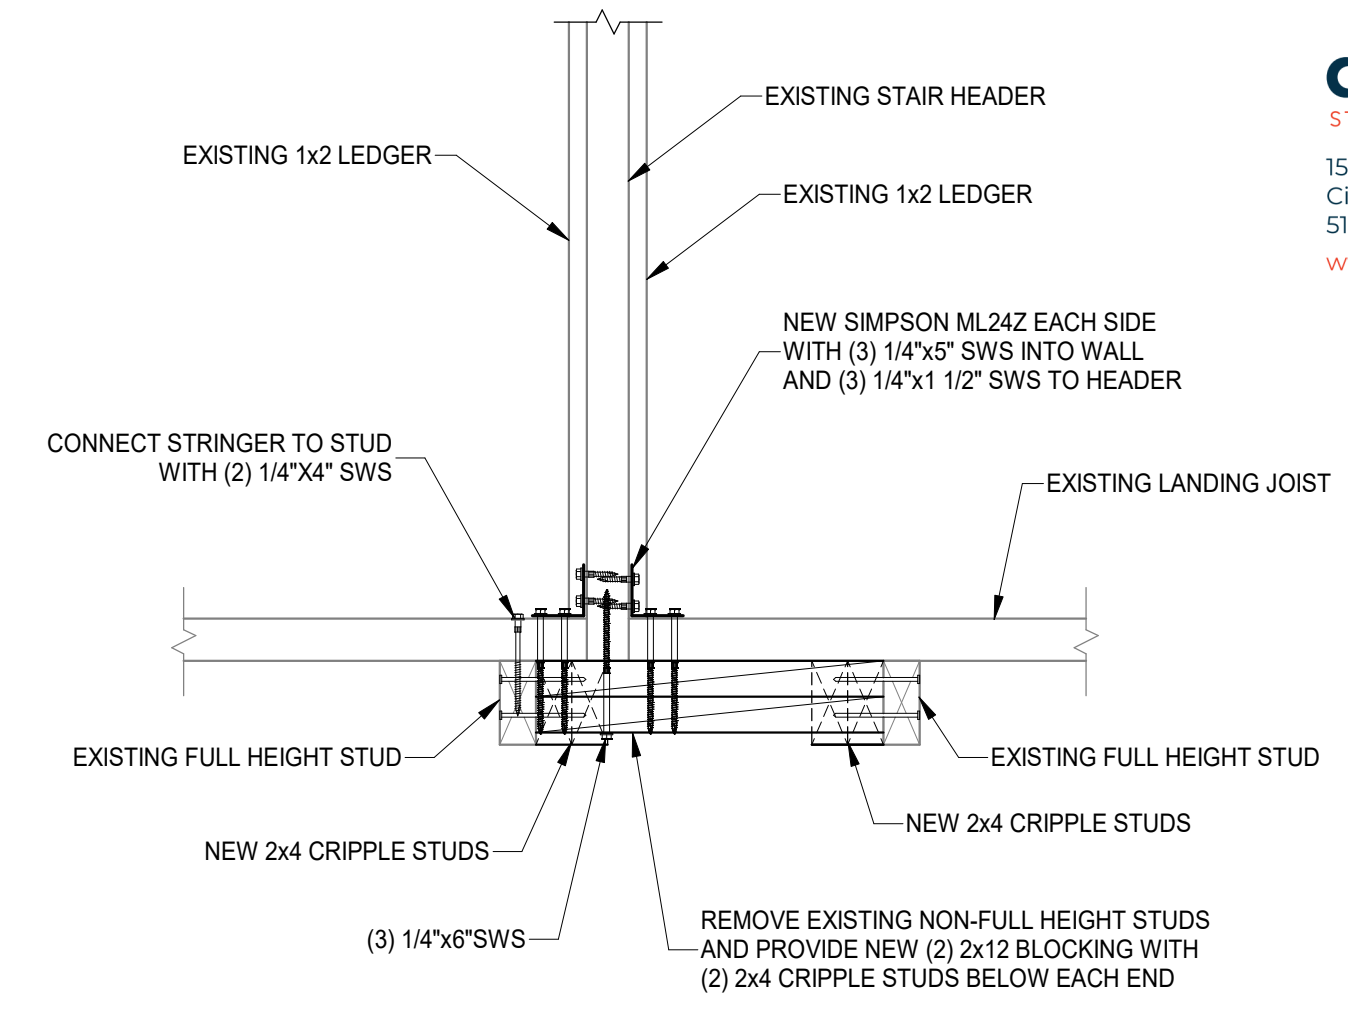 EXISTING STAIR HEADER
EXISTING 1x2 LEDGER
EXISTING 1x2 LEDGER
NEW SIMPSON ML24Z EACH SIDE
WITH (3) 1/4"x5" SWS INTO WALL
AND (3) 1/4"x1 1/2" SWS TO HEADER
CONNECT STRINGER TO STUD
WITH (2) 1/4"X4" SWS
EXISTING LANDING JOIST
EXISTING FULL HEIGHT STUD
EXISTING FULL HEIGHT STUD
NEW 2x4 CRIPPLE STUDS
NEW 2x4 CRIPPLE STUDS
(3) 1/4"x6"SWS
REMOVE EXISTING NON-FULL HEIGHT STUDS
AND PROVIDE NEW (2) 2x12 BLOCKING WITH
(2) 2x4 CRIPPLE STUDS BELOW EACH END